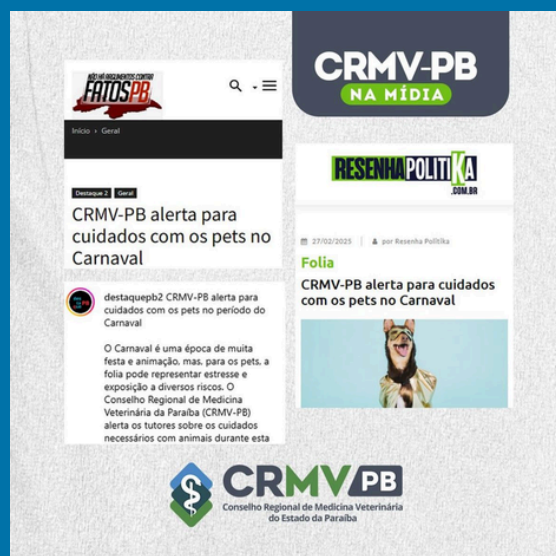 CRMV-PB
NA MÍDIA
NÃO HÁ ARGUMENTOS CONTRA
FATOSPB
Início › Geral
Destaque 2 Geral
CRMV-PB alerta para
cuidados com os pets no
Carnaval
destaquepb2 CRMV-PB alerta para
cuidados com os pets no período do
Carnaval
O Carnaval é uma época de muita
festa e animação, mas, para os pets, a
folia pode representar estresse e
exposição a diversos riscos. O
Conselho Regional de Medicina
Veterinária da Paraíba (CRMV-PB)
alerta os tutores sobre os cuidados
necessários com animais durante esta
RESENHAPOLITIKA
.COM.BR
27/02/2025 | por Resenha Politika
Folia
CRMV-PB alerta para cuidados
com os pets no Carnaval
CRMV PB
Conselho Regional de Medicina Veterinária
do Estado da Paraíba